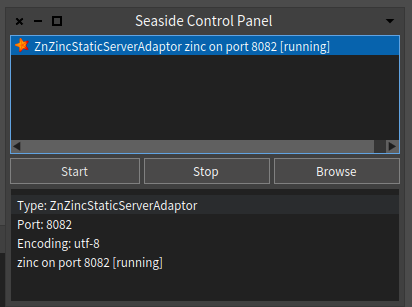 Seaside Control Panel
ZnZincStaticServerAdaptor zinc on port 8082 [running]
Start
Stop
Browse
Type: ZnZincStaticServerAdaptor
Port: 8082
Encoding: utf-8
zinc on port 8082 [running]